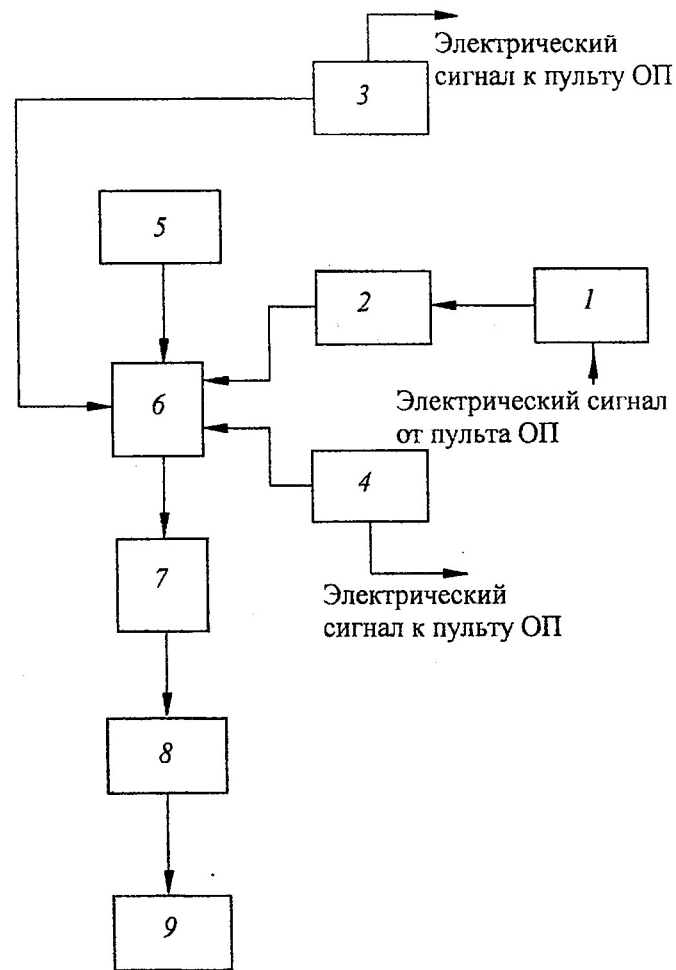 Электрический
сигнал к пульту ОП
3
5
2
1
6
Электрический сигнал
от пульта ОП
4
7
Электрический
сигнал к пульту ОП
8
9